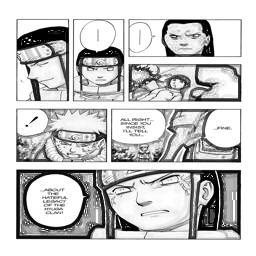 ...FINE.
ALL RIGHT...
SINCE YOU
INSIST,
I'LL TELL
YOU...
!
...ABOUT
THE
HATEFUL
LEGACY
OF THE
HYUGA
CLAN!